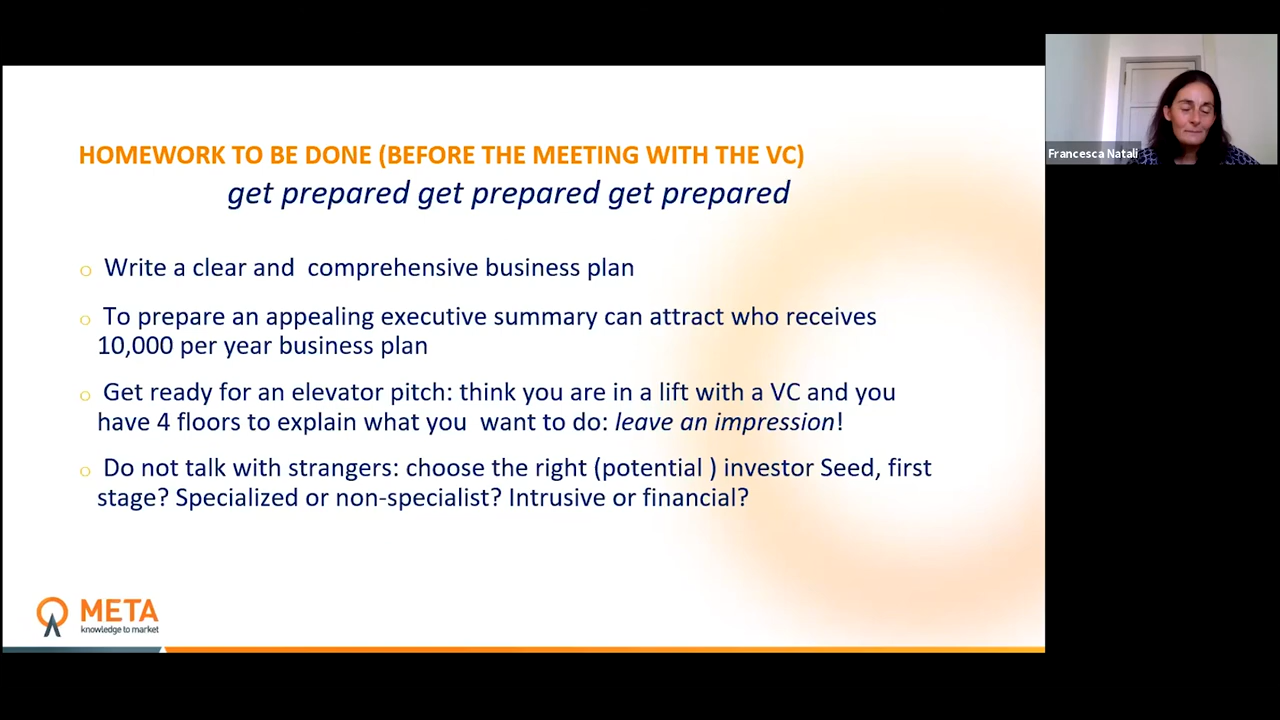 HOMEWORK TO BE DONE (BEFORE THE MEETING WITH THE VC)
get prepared get prepared get prepared
o Write a clear and comprehensive business plan
o To prepare an appealing executive summary can attract who receives
10,000 per year business plan
o Get ready for an elevator pitch: think you are in a lift with a VC and you
have 4 floors to explain what you want to do: leave an impression!
o Do not talk with strangers: choose the right (potential ) investor Seed, first
stage? Specialized or non-specialist? Intrusive or financial?
META
knowledge to market
Francesca Natali